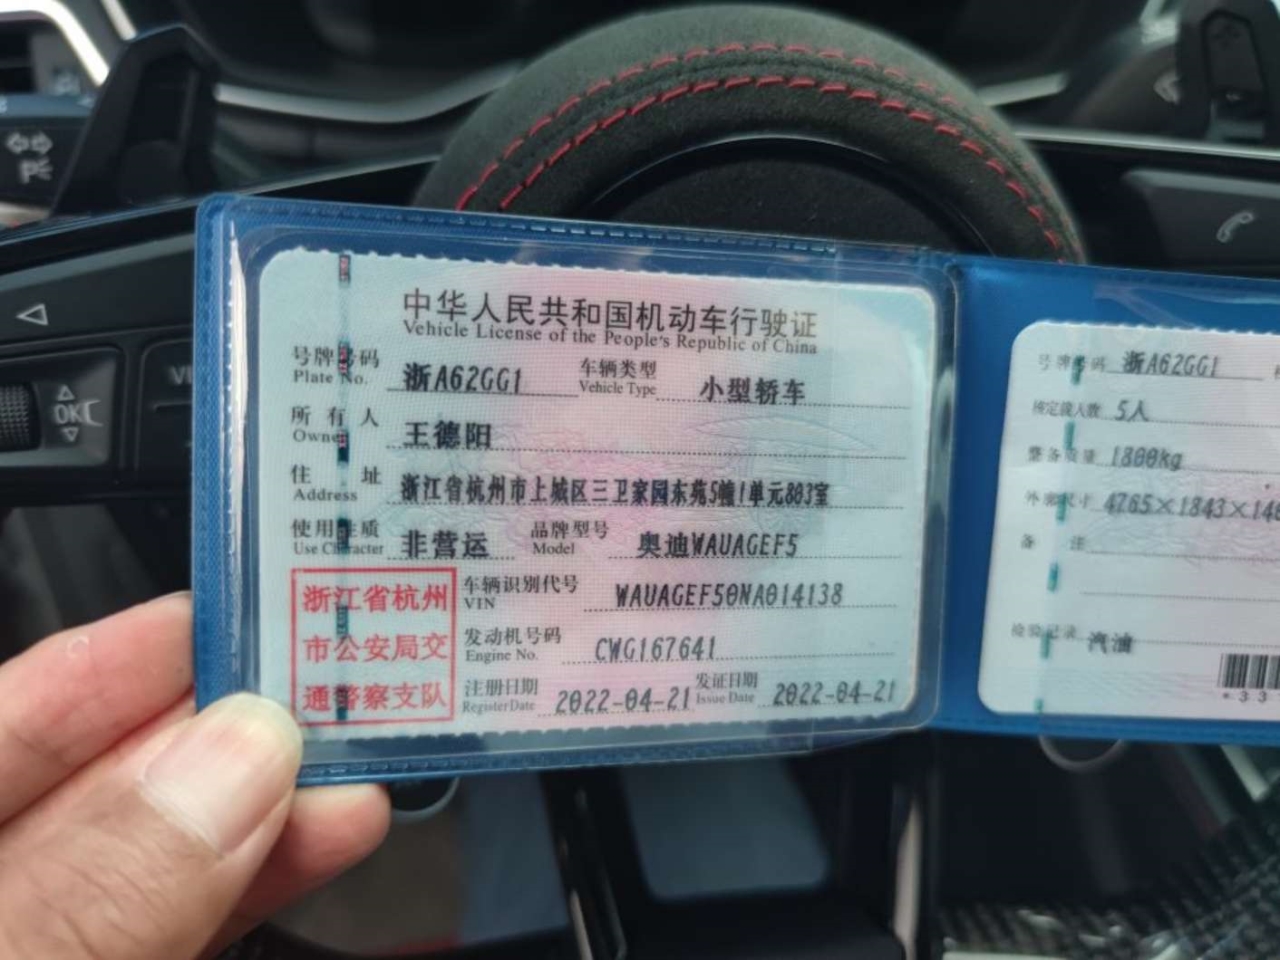 中华人民共和国机动车行驶证
Vehicle License of the People's Republic of China
号牌号码 浙A62GG1 车辆类型 小型轿车
Plate No. Vehicle Type
所有人 王德阳
Owner
住址 浙江省杭州市上城区三卫家园东苑5幢1单元803室
Address
使用性质 非营运 品牌型号 奥迪WAUAGEF5
Use Character Model
浙江省杭州
市公安局交
通警察支队
车辆识别代号 WAUAGEF50NA014138
VIN
发动机号码 CWG167641
Engine No.
注册日期 2022-04-21 发证日期 2022-04-21
Register Date Issue Date
号牌号码 浙A62GG1
核定载人数 5人
整备质量 1800kg
外廓尺寸 4765×1843×14
备注
检验记录 汽油
*33
OK